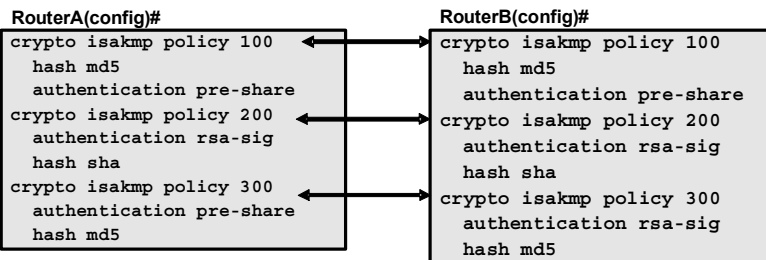 RouterA(config)#
crypto isakmp policy 100
hash md5
authentication pre-share
crypto isakmp policy 200
authentication rsa-sig
hash sha
crypto isakmp policy 300
authentication pre-share
hash md5
RouterB(config)#
crypto isakmp policy 100
hash md5
authentication pre-share
crypto isakmp policy 200
authentication rsa-sig
hash sha
crypto isakmp policy 300
authentication rsa-sig
hash md5